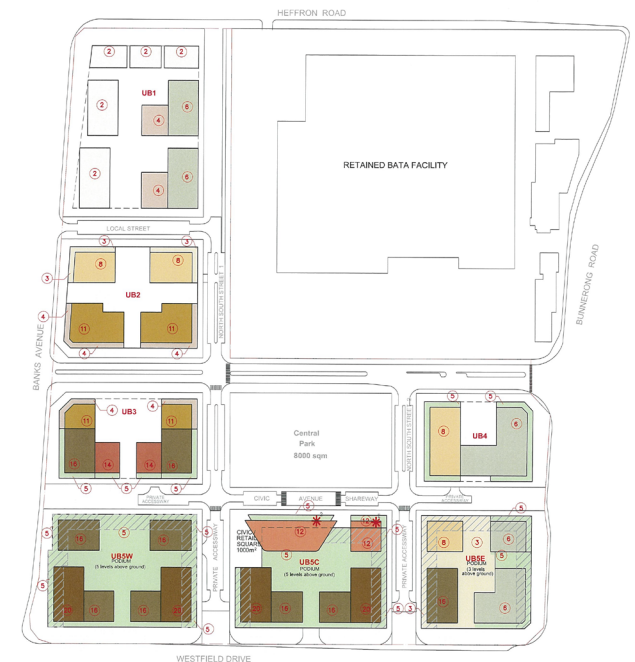 HEFFRON ROAD
2
2
2
UB1
2
6
4
RETAINED BATA FACILITY
2
6
4
LOCAL STREET
3
3
8
8
3
UB2
4
11
11
4
4
NORTH SOUTH STREET 1
BUNNERONG ROAD
BANKS AVENUE
UB3
4
4
11
11
14
14
5
5
5
5
Central
Park
8000 sqm
NORTH SOUTH STREET 2
5
5
6
8
UB4
PRIVATE
ACCESSWAY
CIVIC
AVENUE
SHAREWAY
PRIVATE
ACCESSWAY
5
5
16
16
5
UB5W
PODIUM
(5 levels above ground)
5
20
16
16
20
5
PRIVATE ACCESSWAY
CIVIC
RETAIL
SQUARE
1000m²
12
12
12
5
5
UB5C
PODIUM
(5 levels above ground)
20
16
16
20
5
PRIVATE ACCESSWAY
8
3
5
6
UB5E
PODIUM
(3 levels
above ground)
16
6
3
WESTFIELD DRIVE